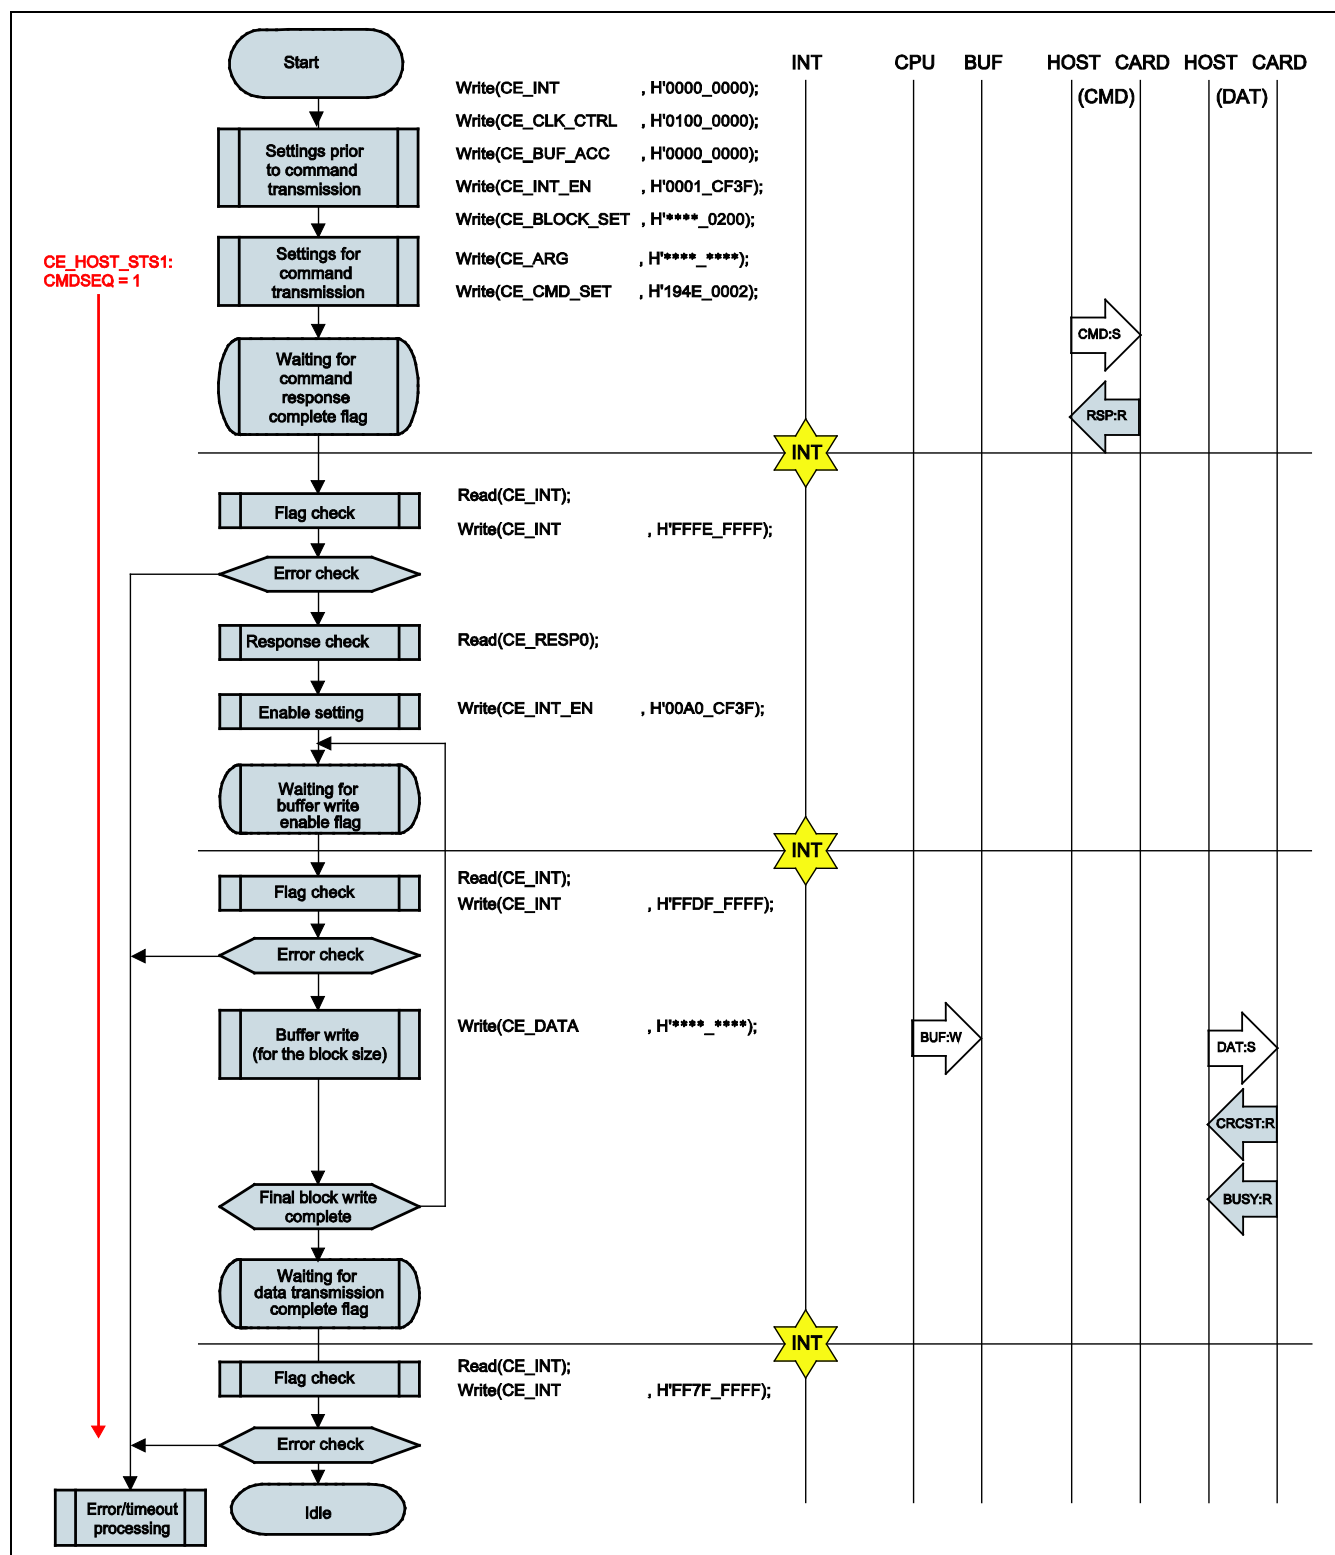 Start
INT CPU BUF HOST CARD HOST CARD
(CMD) (DAT)
Write(CE_INT , H'0000_0000);
Write(CE_CLK_CTRL , H'0100_0000);
Settings prior
to command
transmission
Write(CE_BUF_ACC , H'0000_0000);
Write(CE_INT_EN , H'0001_CF3F);
Write(CE_BLOCK_SET , H'****_0200);
CE_HOST_STS1:
CMDSEQ = 1
Settings for
command
transmission
Write(CE_ARG , H'****_****);
Write(CE_CMD_SET , H'194E_0002);
CMD:S
Waiting for
command
response
complete flag
RSP:R
INT
Flag check
Read(CE_INT);
Write(CE_INT , H'FFFE_FFFF);
Error check
Response check
Read(CE_RESP0);
Enable setting
Write(CE_INT_EN , H'00A0_CF3F);
Waiting for
buffer write
enable flag
INT
Flag check
Read(CE_INT);
Write(CE_INT , H'FFDF_FFFF);
Error check
Buffer write
(for the block size)
Write(CE_DATA , H'****_****);
BUF:W
DAT:S
CRCST:R
BUSY:R
Final block write
complete
Waiting for
data transmission
complete flag
INT
Flag check
Read(CE_INT);
Write(CE_INT , H'FF7F_FFFF);
Error check
Error/timeout
processing
Idle